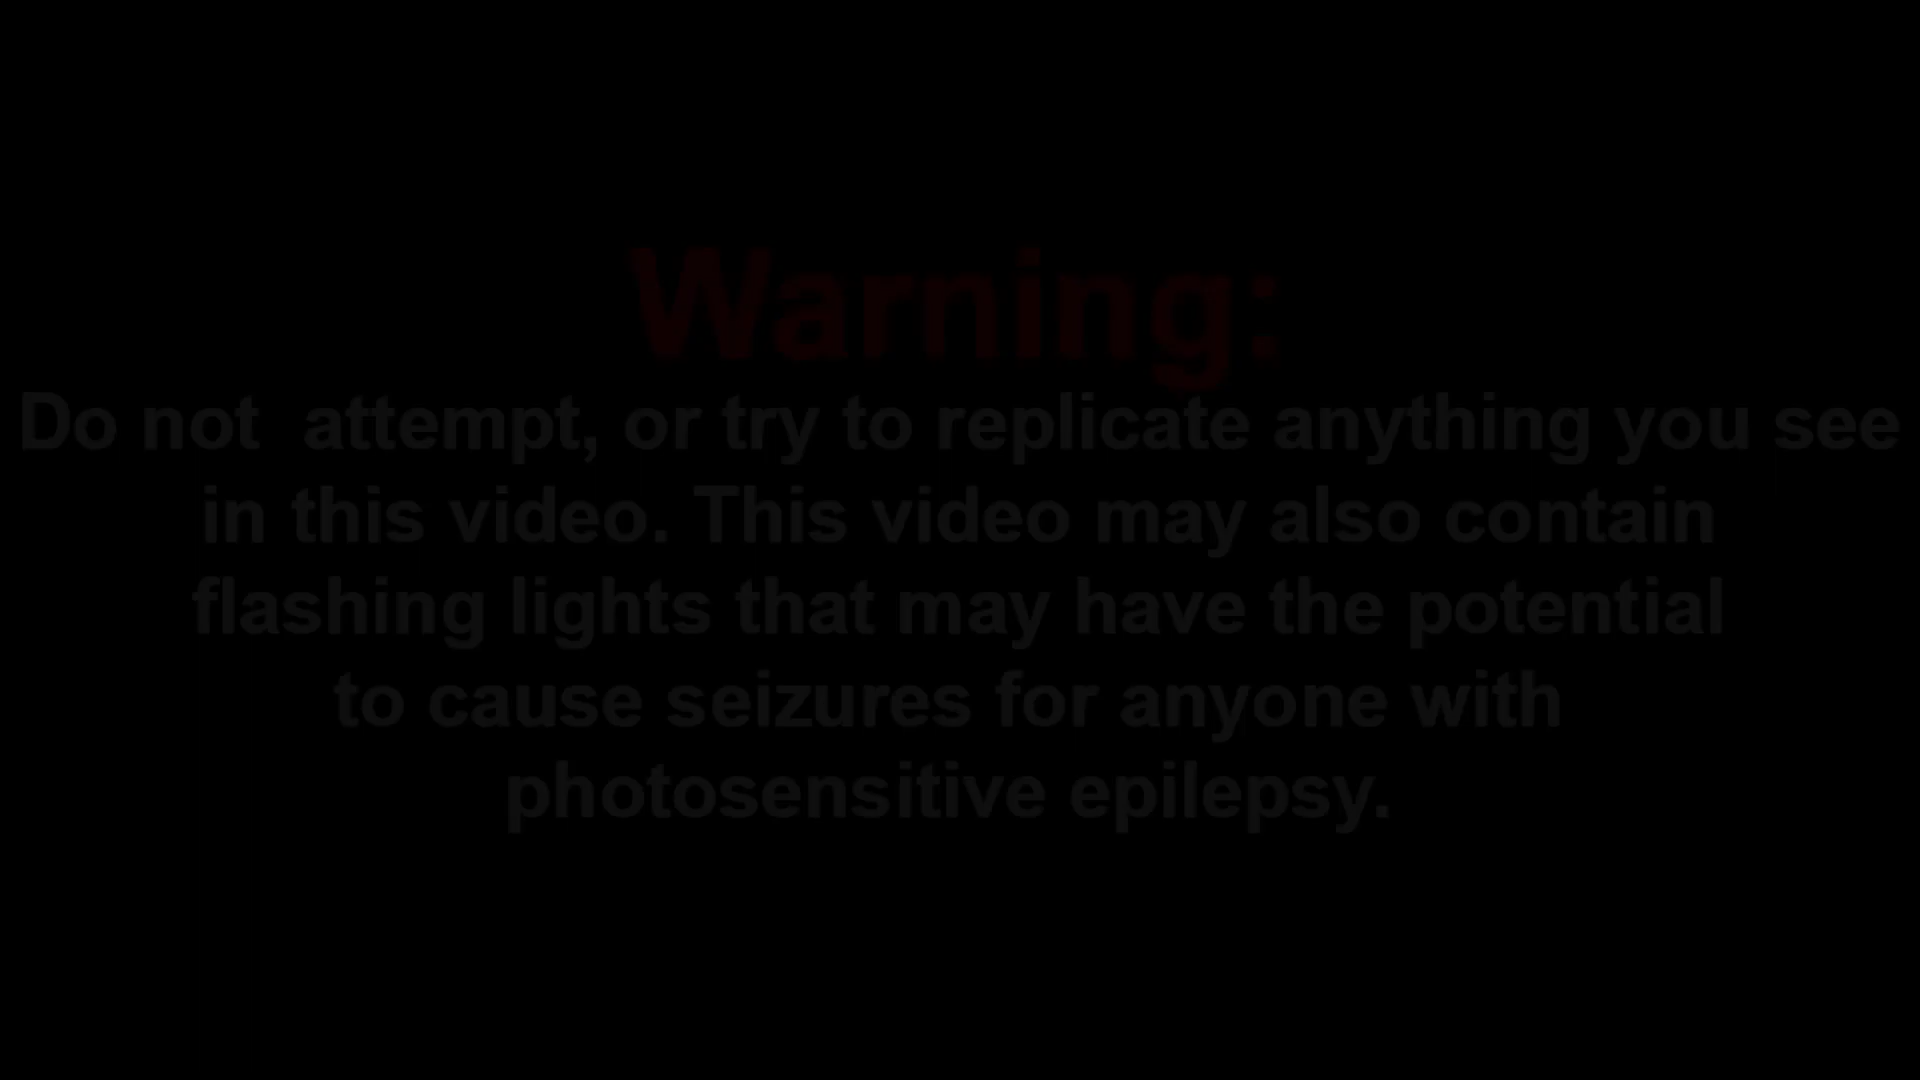 Warning:
Do not  attempt, or try to replicate anything you see
in this video. This video may also contain
flashing lights that may have the potential
to cause seizures for anyone with
photosensitive epilepsy.